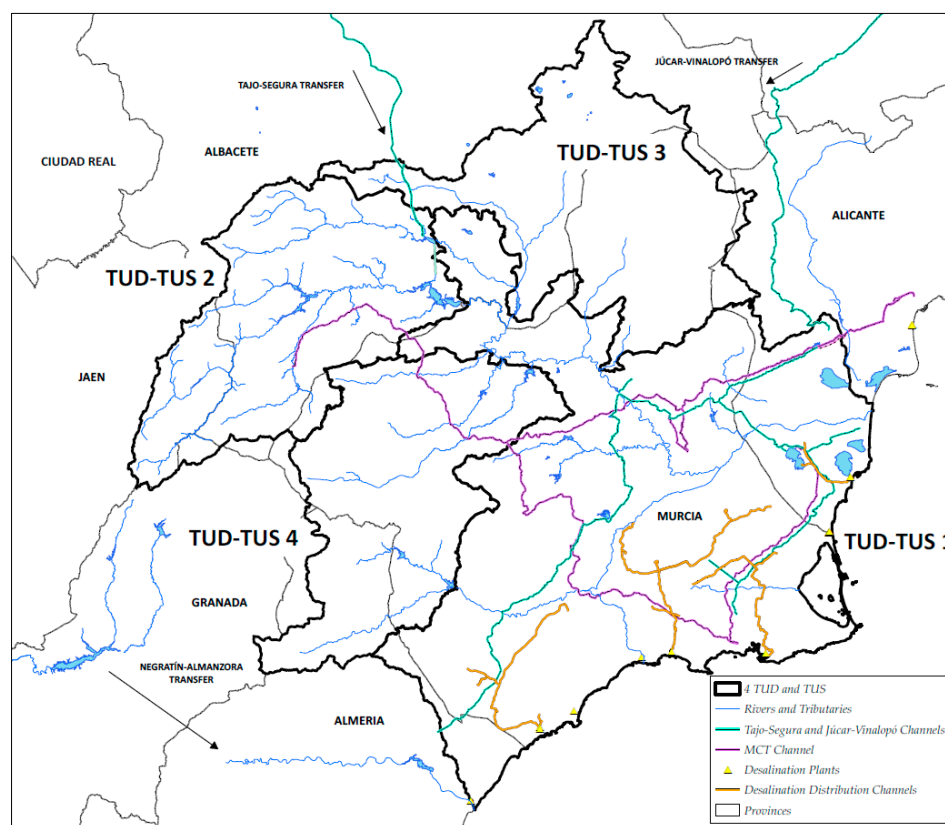 JÚCAR-VINALOPÓ TRANSFER
TAJO-SEGURA TRANSFER
CIUDAD REAL
ALBACETE
TUD-TUS 3
ALICANTE
TUD-TUS 2
JAEN
TUD-TUS 4
MURCIA
TUD-TUS 1
GRANADA
NEGRATÍN-ALMANZORA
TRANSFER
ALMERIA
4 TUD and TUS
Rivers and Tributaries
Tajo-Segura and Júcar-Vinalopó Channels
MCT Channel
Desalination Plants
Desalination Distribution Channels
Provinces